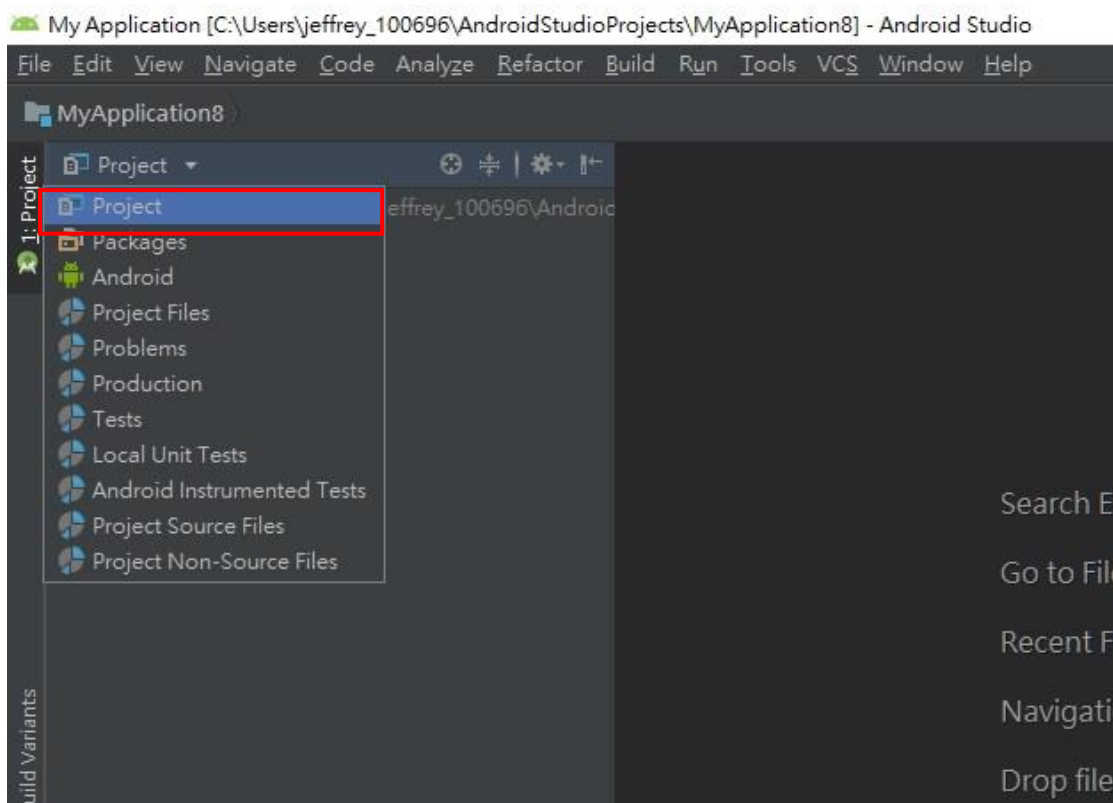 My Application [C:\Users\jeffrey_100696\AndroidStudioProjects\MyApplication8] - Android Studio
File Edit View Navigate Code Analyze Refactor Build Run Tools VCS Window Help
MyApplication8
1: Project
Project
Project
effrey_100696\Androic
Packages
Android
Project Files
Problems
Production
Tests
Local Unit Tests
Android Instrumented Tests
Project Source Files
Project Non-Source Files
Search E
Go to Fil
Recent F
Navigati
Drop file
uild Variants